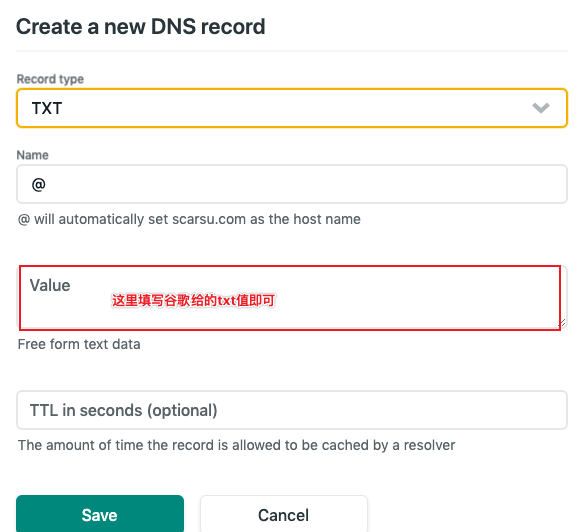 Create a new DNS record
Record type
TXT
Name
@
@ will automatically set scarsu.com as the host name
Value
这里填写谷歌给的txt值即可
Free form text data
TTL in seconds (optional)
The amount of time the record is allowed to be cached by a resolver
Save
Cancel